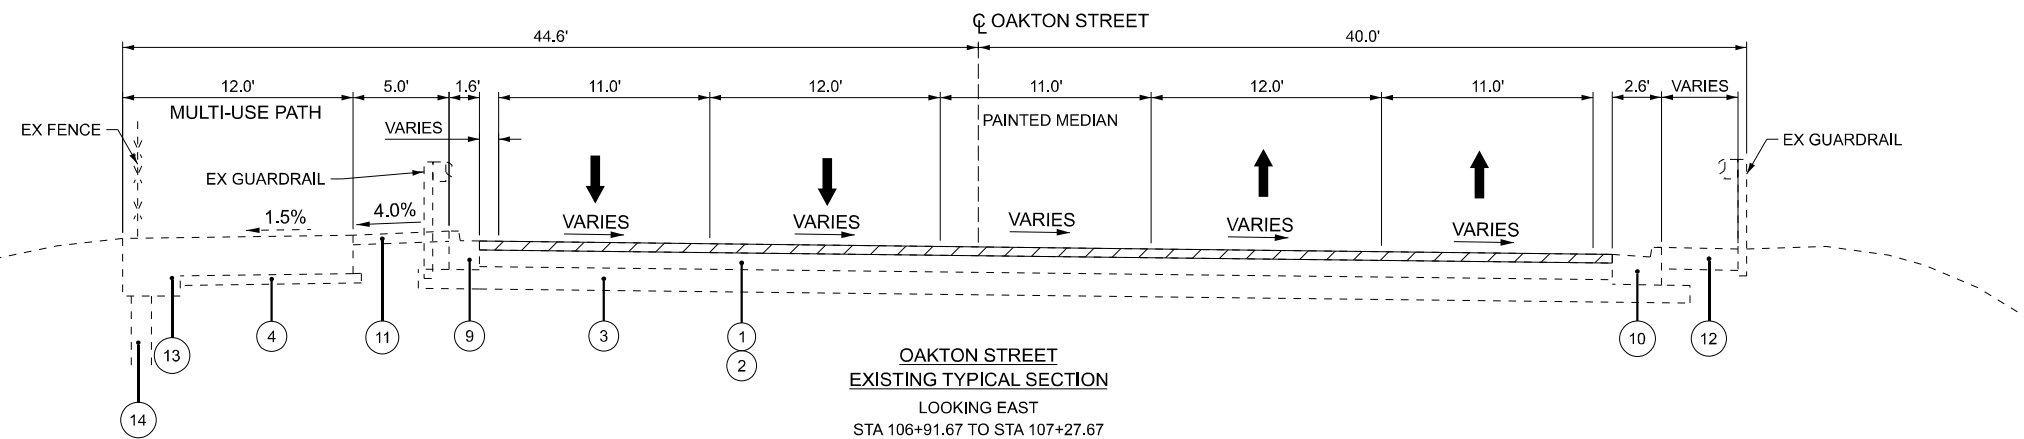 ℄ OAKTON STREET
44.6' 40.0'
12.0' 5.0' 1.6' 11.0' 12.0' 11.0' 12.0' 11.0' 2.6' VARIES
MULTI-USE PATH
PAINTED MEDIAN
VARIES
EX FENCE
EX GUARDRAIL
EX GUARDRAIL
1.5% 4.0%
VARIES VARIES VARIES VARIES VARIES
13 4 11 9 3 1 10 12
2
14
OAKTON STREET
EXISTING TYPICAL SECTION
LOOKING EAST
STA 106+91.67 TO STA 107+27.67